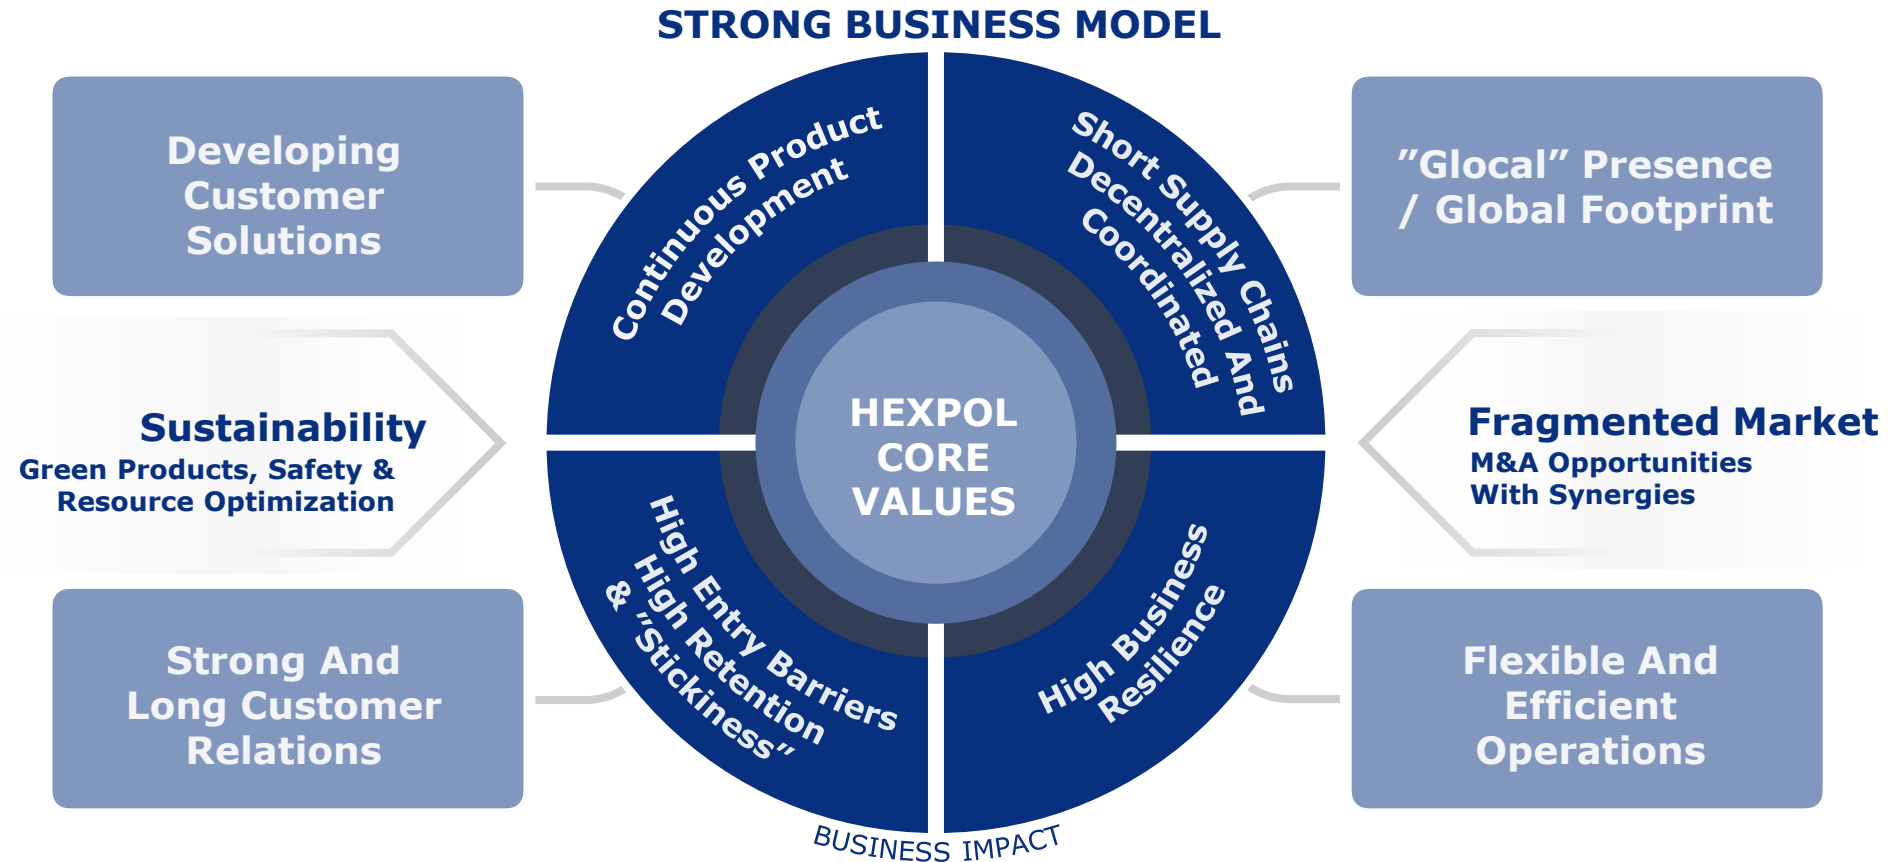 STRONG BUSINESS MODEL
Developing
Customer
Solutions
Continuous Product
Development
Short Supply Chains
Decentralized And
Coordinated
”Glocal” Presence
/ Global Footprint
Sustainability
Green Products, Safety &
Resource Optimization
HEXPOL
CORE
VALUES
Fragmented Market
M&A Opportunities
With Synergies
Strong And
Long Customer
Relations
High Entry Barriers
High Retention
& ”Stickiness”
High Business
Resilience
Flexible And
Efficient
Operations
BUSINESS IMPACT